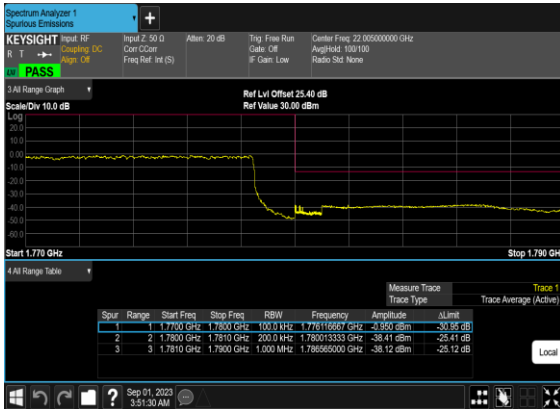 Spectrum Analyzer 1
Spurious Emissions
+
KEYSIGHT Input: RF Input Z: 50 Ω Atten: 20 dB Trig: Free Run Center Freq: 22.005000000 GHz
R T Coupling: DC Corr CCorr Gate: Off Avg|Hold: 100/100
Align: Off Freq Ref: Int (S) IF Gain: Low Radio Std: None
PASS
3 All Range Graph Ref Lvl Offset 25.40 dB
Scale/Div 10.0 dB Ref Value 30.00 dBm
Log
20.0
10.0
0.00
-10.0
-20.0
-30.0
-40.0
-50.0
-60.0
Start 1.770 GHz Stop 1.790 GH
4 All Range Table
Measure Trace Trace 1
Trace Type Trace Average (Active)
Spur Range Start Freq Stop Freq RBW Frequency Amplitude ΔLimit
1 1 1.7700 GHz 1.7800 GHz 100.0 kHz 1.776116667 GHz -0.950 dBm -30.95 dB
2 2 1.7800 GHz 1.7810 GHz 200.0 kHz 1.780013333 GHz -38.41 dBm -25.41 dB
3 3 1.7810 GHz 1.7900 GHz 1.000 MHz 1.786565000 GHz -38.12 dBm -25.12 dB
Local
? Sep 01, 2023
3:51:30 AM